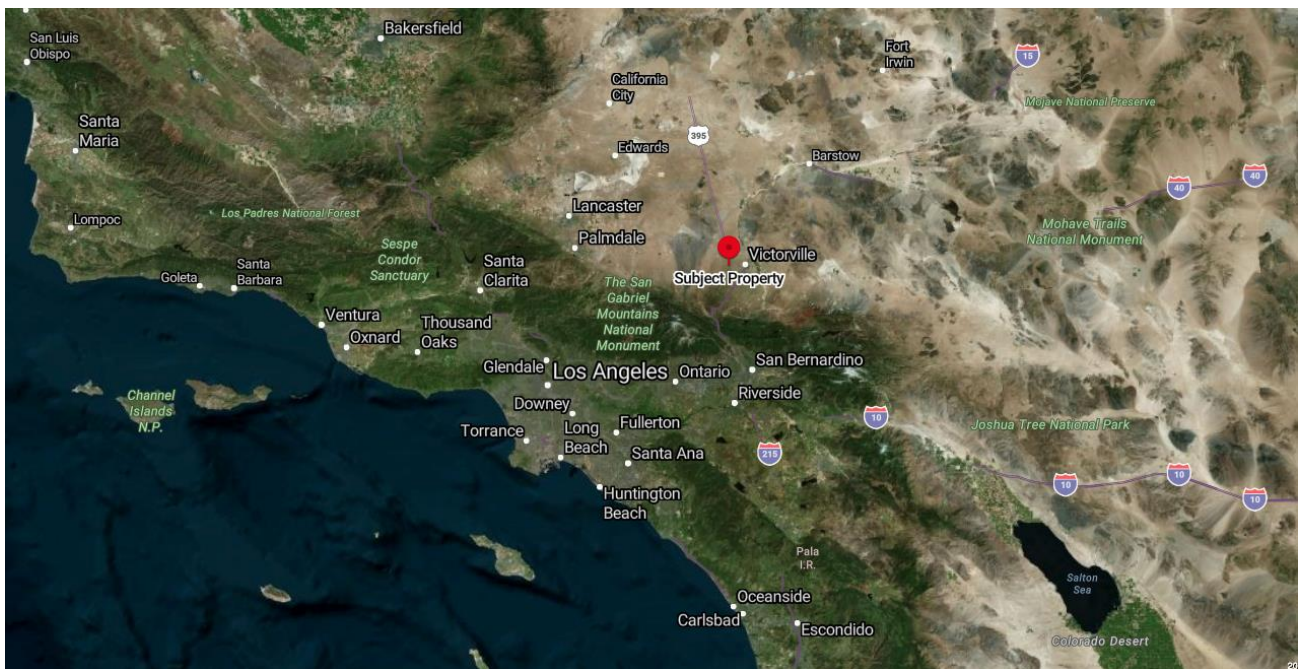 Bakersfield
San Luis
Obispo
Fort
Irwin
15
California
City
Mojave National Preserve
Santa
Maria
395
Edwards
Barstow
40
40
Lompoc
Los Padres National Forest
Lancaster
Mohave Trails
National Monument
Palmdale
Sespe
Condor
Sanctuary
Victorville
Subject Property
Santa
Clarita
Goleta
Santa
Barbara
The San
Gabriel
Mountains
National
Monument
Ventura
Oxnard
Thousand
Oaks
Glendale
Los Angeles
Ontario
San Bernardino
Channel
Islands
N.P.
Downey
Riverside
10
Joshua Tree National Park
Torrance
Long
Beach
Fullerton
Santa Ana
215
10
10
10
Huntington
Beach
Pala
I.R.
Salton
Sea
Oceanside
Carlsbad
Escondido
Colorado Desert
20